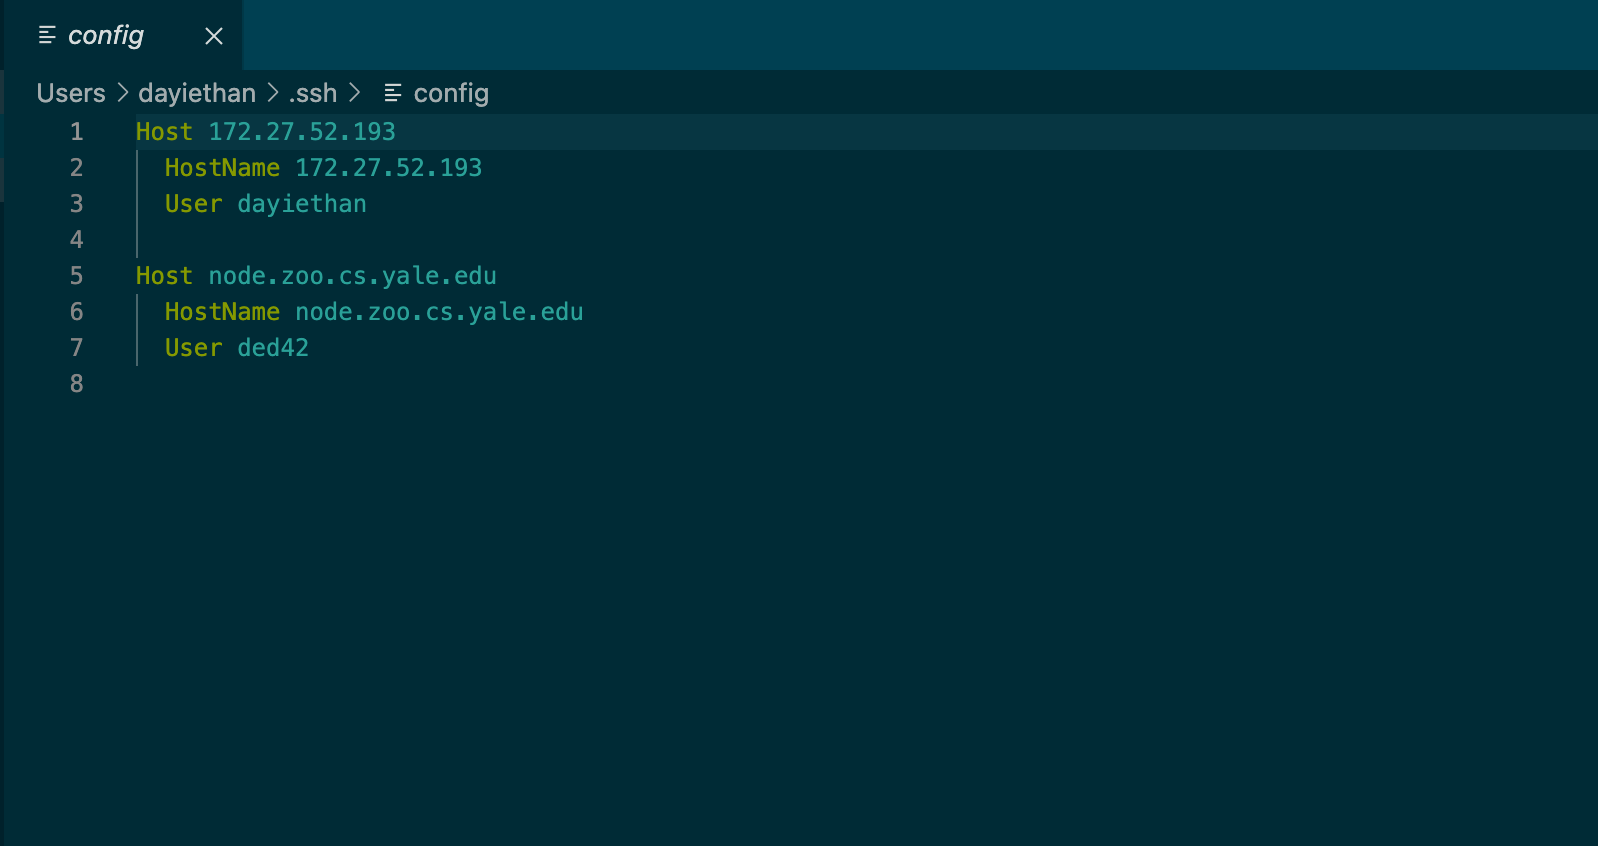 config
Users > dayiethan > .ssh > config
1 Host 172.27.52.193
2 HostName 172.27.52.193
3 User dayiethan
4
5 Host node.zoo.cs.yale.edu
6 HostName node.zoo.cs.yale.edu
7 User ded42
8